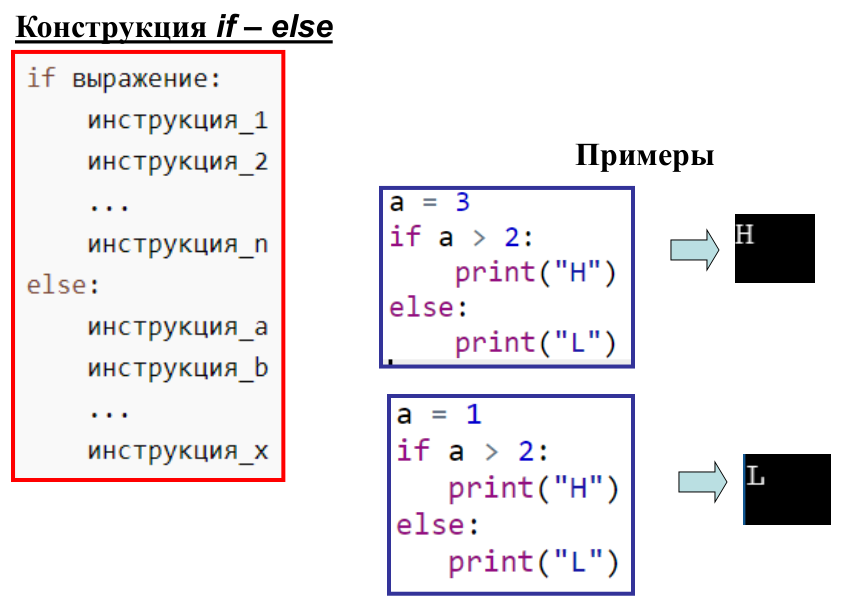 Конструкция if – else
if выражение:
инструкция_1
инструкция_2
...
инструкция_n
else:
инструкция_a
инструкция_b
...
инструкция_x
Примеры
a = 3
if a > 2:
print("H")
else:
print("L")
H
a = 1
if a > 2:
print("H")
else:
print("L")
L